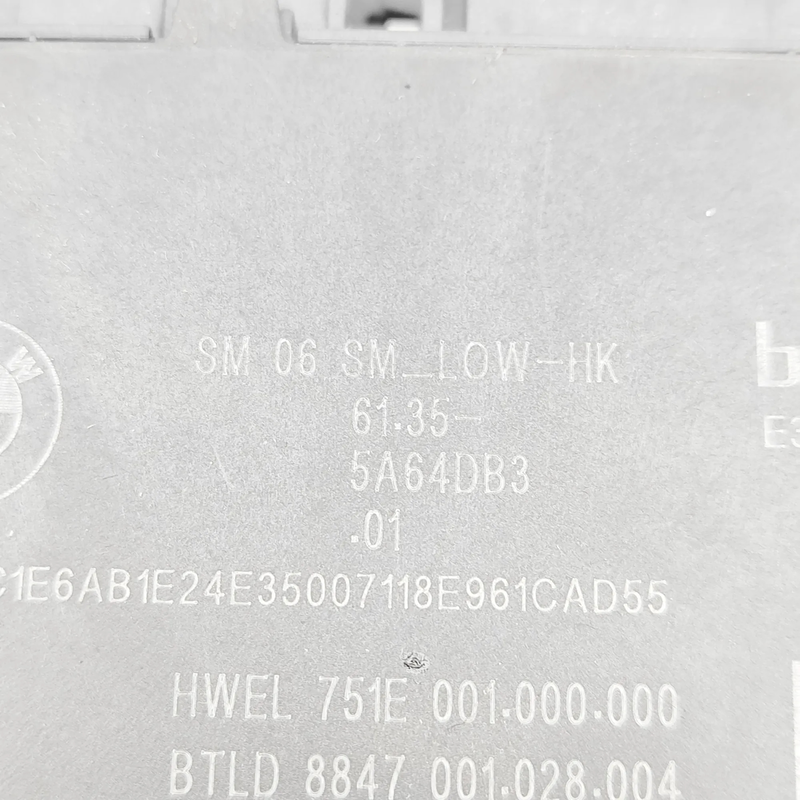 SM 06 SM_LOW-HK
61.35-
5A64DB3
.01
C1E6AB1E24E35007118E961CAD55
HWEL 751E 001.000.000
BTLD 8847 001.028.004
W
b
E3